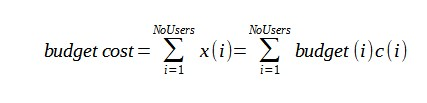 budget cost = ∑_{i=1}^{NoUsers} x(i) = ∑_{i=1}^{NoUsers} budget(i)c(i)